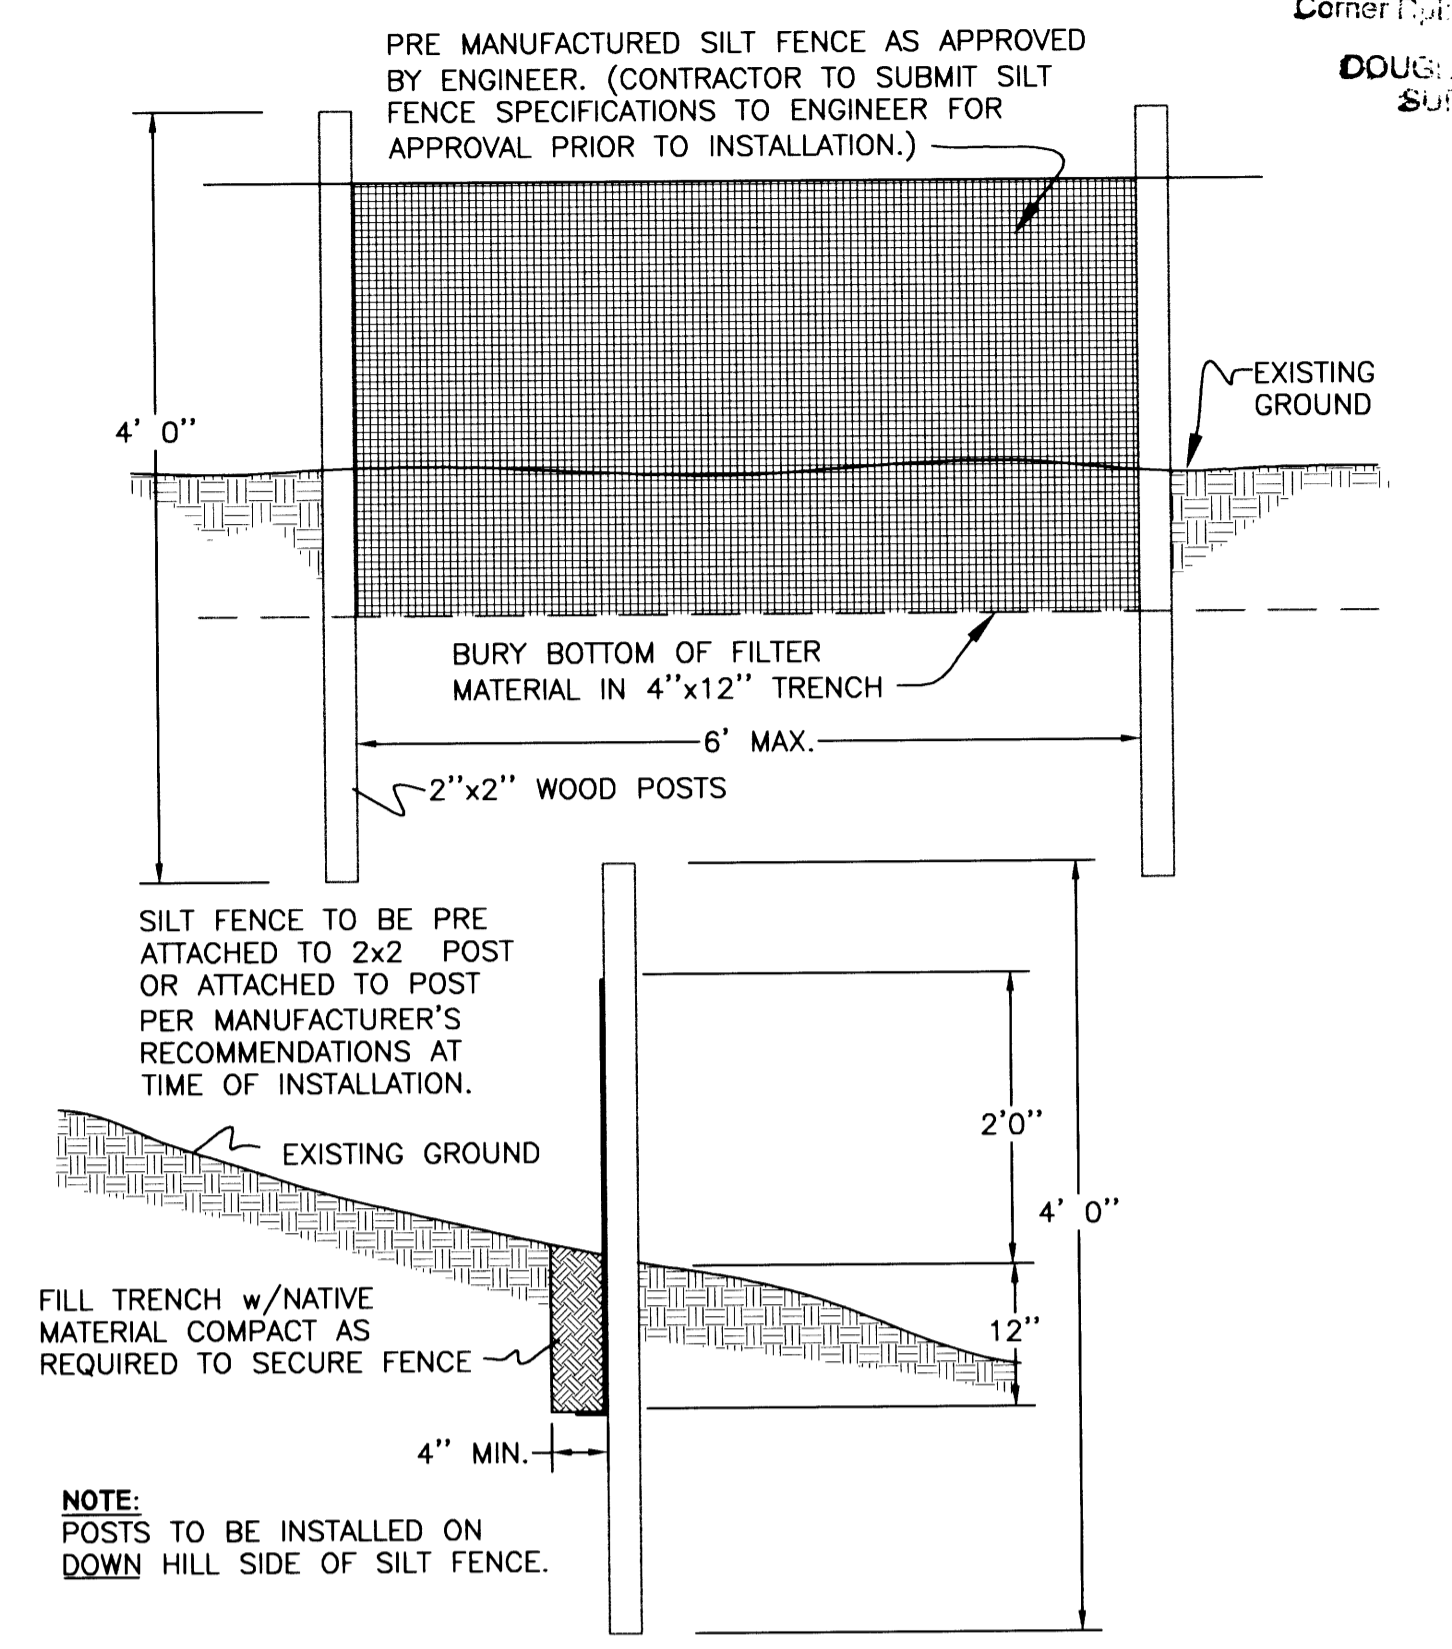 Corner
PRE MANUFACTURED SILT FENCE AS APPROVED
BY ENGINEER. (CONTRACTOR TO SUBMIT SILT
FENCE SPECIFICATIONS TO ENGINEER FOR
APPROVAL PRIOR TO INSTALLATION.)
EXISTING
GROUND
4' 0"
BURY BOTTOM OF FILTER
MATERIAL IN 4"x12" TRENCH
6' MAX.
2"x2" WOOD POSTS
SILT FENCE TO BE PRE
ATTACHED TO 2x2 POST
OR ATTACHED TO POST
PER MANUFACTURER'S
RECOMMENDATIONS AT
TIME OF INSTALLATION.
2'0"
EXISTING GROUND
4' 0"
FILL TRENCH w/NATIVE
MATERIAL COMPACT AS
REQUIRED TO SECURE FENCE
12"
4" MIN.
NOTE:
POSTS TO BE INSTALLED ON
DOWN HILL SIDE OF SILT FENCE.